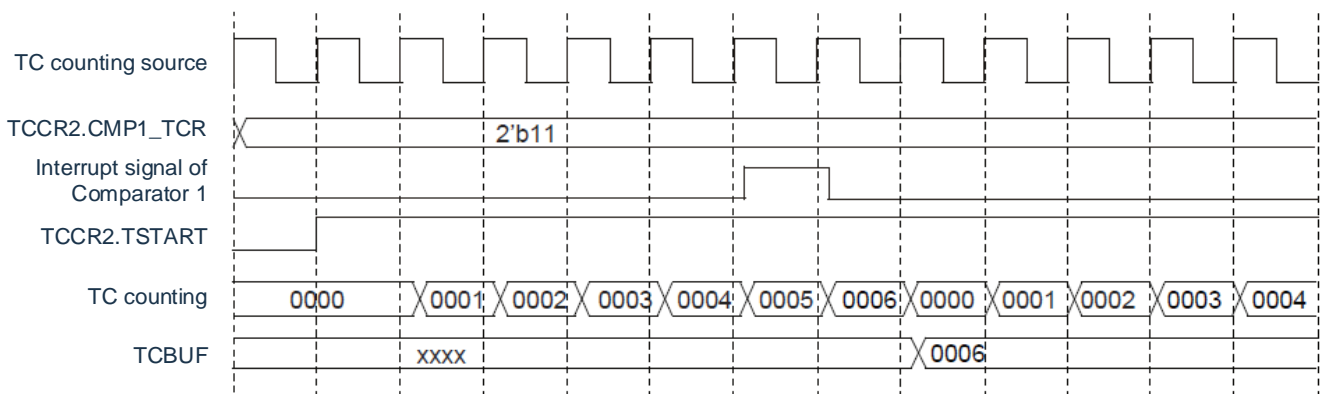 TC counting source
TCCR2.CMP1_TCR
2'b11
Interrupt signal of
Comparator 1
TCCR2.TSTART
TC counting
0000 0001 0002 0003 0004 0005 0006 0000 0001 0002 0003 0004
TCBUF
xxxx 0006